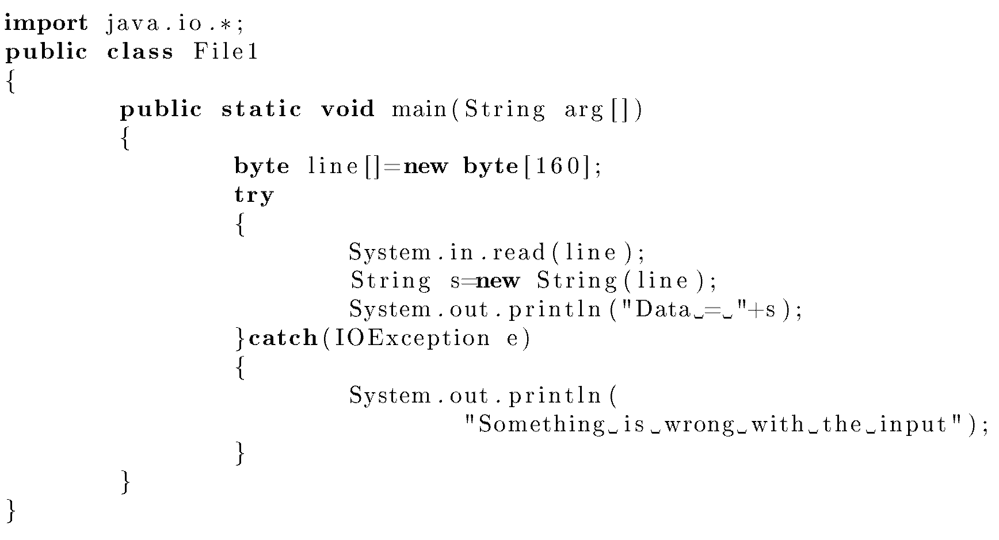 import java.io.*;
public class File1
{
        public static void main(String arg[])
        {
                byte line[]=new byte[160];
                try
                {
                        System.in.read(line);
                        String s=new String(line);
                        System.out.println("Data␣=␣"+s);
                }catch(IOException e)
                {
                        System.out.println(
                                "Something␣is␣wrong␣with␣the␣input");
                }
        }
}